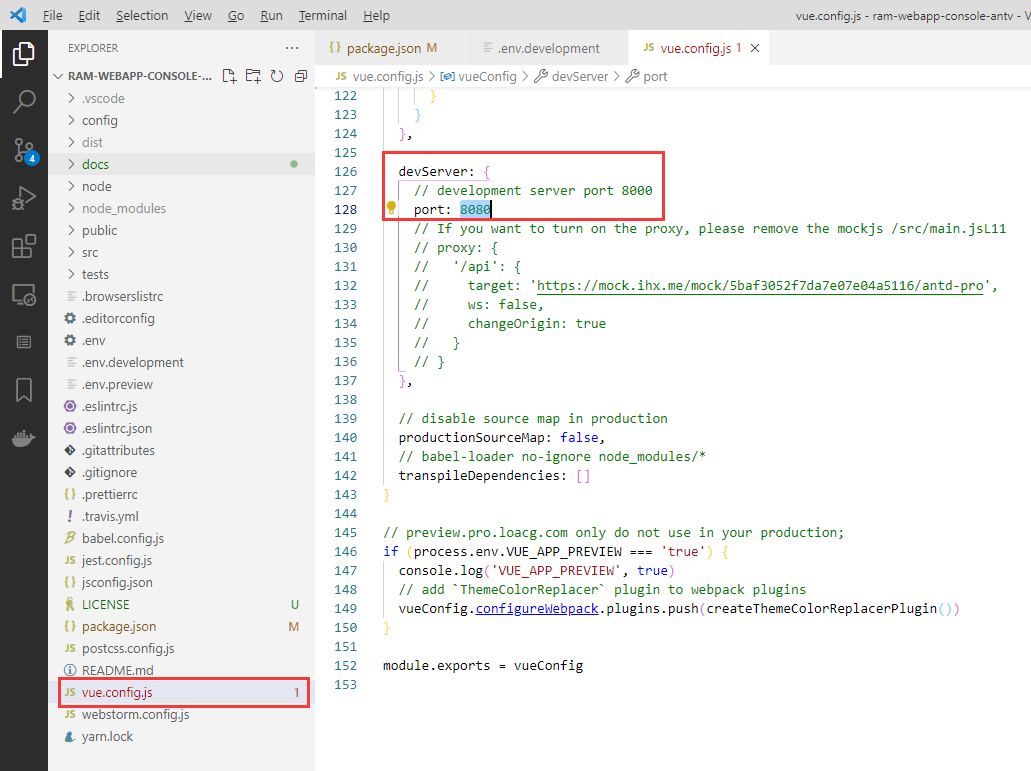 File Edit Selection View Go Run Terminal Help vue.config.js - ram-webapp-console-antv - V
EXPLORER ···
RAM-WEBAPP-CONSOLE-...
.vscode
config
dist
docs
node
node_modules
public
src
tests
.browserslistrc
.editorconfig
.env
.env.development
.env.preview
.eslintrc.js
.eslintrc.json
.gitattributes
.gitignore
{} .prettierrc
! .travis.yml
babel.config.js
JS jest.config.js
{} jsconfig.json
LICENSE U
{} package.json M
JS postcss.config.js
README.md
JS vue.config.js 1
JS webstorm.config.js
yarn.lock
4
{} package.json M .env.development JS vue.config.js 1 ×
JS vue.config.js > vueConfig > devServer > port
122 }
123 }
124 },
125
126 devServer: {
127 // development server port 8000
128 port: 8080
129 // If you want to turn on the proxy, please remove the mockjs /src/main.jsL11
130 // proxy: {
131 // '/api': {
132 // target: 'https://mock.ihx.me/mock/5baf3052f7da7e07e04a5116/antd-pro',
133 // ws: false,
134 // changeOrigin: true
135 // }
136 // }
137 },
138
139 // disable source map in production
140 productionSourceMap: false,
141 // babel-loader no-ignore node_modules/*
142 transpileDependencies: []
143 }
144
145 // preview.pro.loacg.com only do not use in your production;
146 if (process.env.VUE_APP_PREVIEW === 'true') {
147 console.log('VUE_APP_PREVIEW', true)
148 // add `ThemeColorReplacer` plugin to webpack plugins
149 vueConfig.configureWebpack.plugins.push(createThemeColorReplacerPlugin())
150 }
151
152 module.exports = vueConfig
153